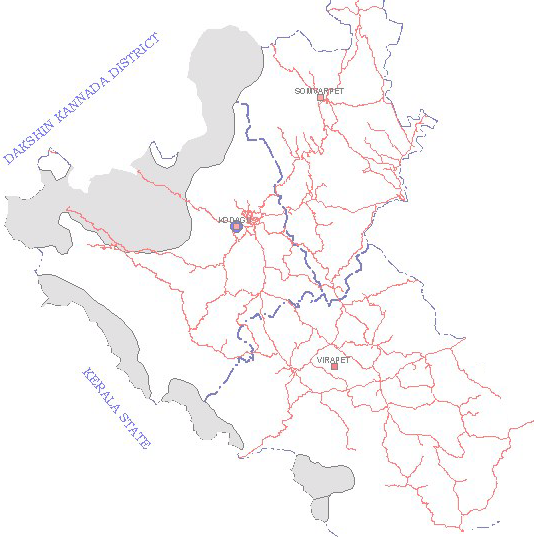 SOMVARPET
DAKSHIN KANNADA DISTRICT
KODAGU
VIRAPET
KERALA STATE